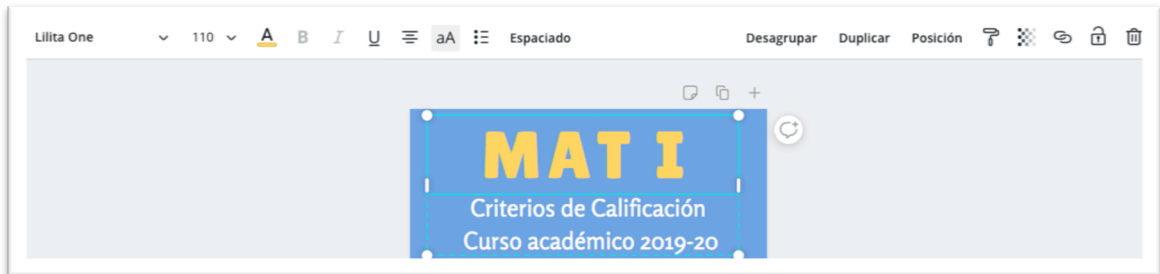 Lilita One 110 A B I U aA Espaciado Desagrupar Duplicar Posición
MAT I
Criterios de Calificación
Curso académico 2019-20